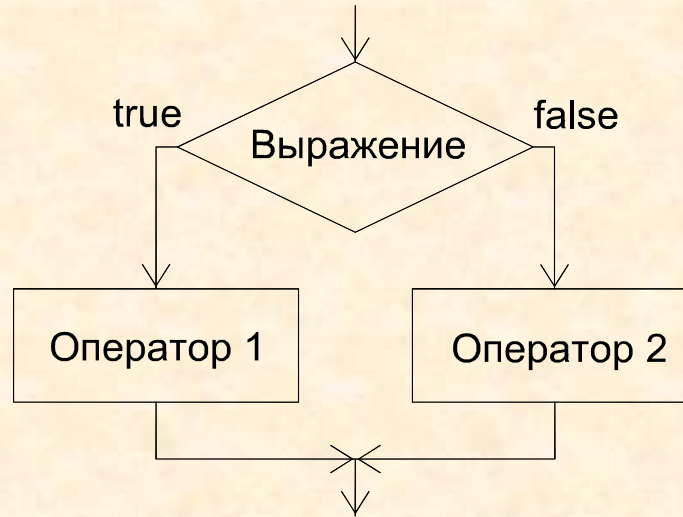 true
false
Выражение
Оператор 1
Оператор 2